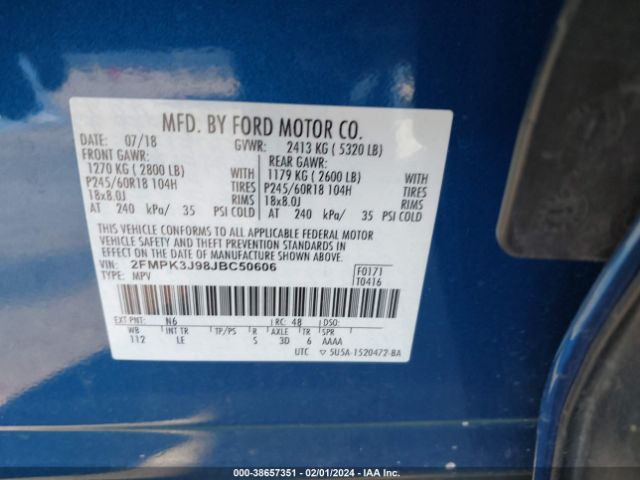 MFD. BY FORD MOTOR CO.
DATE: 07/18 GVWR: 2413 KG ( 5320 LB)
FRONT GAWR: REAR GAWR:
1270 KG ( 2800 LB) WITH 1179 KG ( 2600 LB) WITH
P245/60R18 104H TIRES P245/60R18 104H TIRES
18x8.0J RIMS 18x8.0J RIMS
AT 240 kPa/ 35 PSI COLD AT 240 kPa/ 35 PSI COLD
THIS VEHICLE CONFORMS TO ALL APPLICABLE FEDERAL MOTOR
VEHICLE SAFETY AND THEFT PREVENTION STANDARDS IN
EFFECT ON THE DATE OF MANUFACTURE SHOWN ABOVE.
VIN: 2FMPK3J98JBC50606 F0171
TYPE: MPV T0416
EXT PNT: N6 RC: 48 DSO:
WB INT TR TP/PS R AXLE TR SPR
112 LE S 3D 6 AAAA
UTC 5U5A-1520472-BA
000-38657351 - 02/01/2024 - IAA Inc.